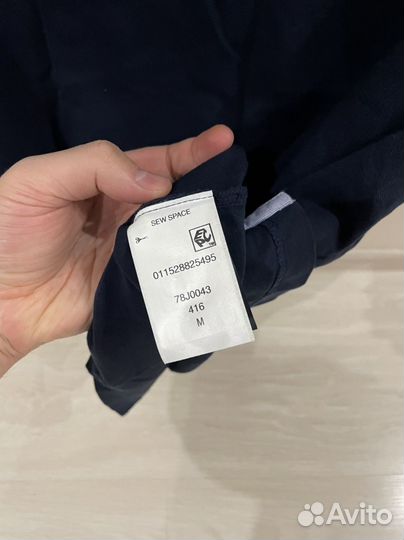 SEW SPACE
011528825495
78J0043
416
M
Avito